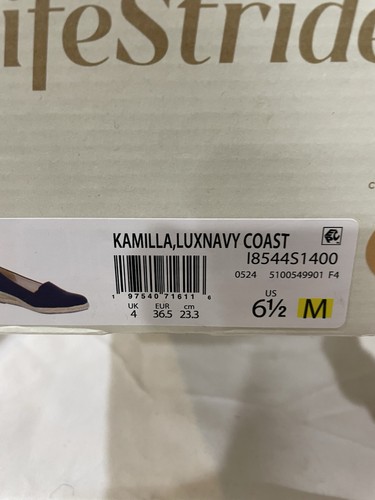 ifeStride
KAMILLA,LUXNAVY COAST
I8544S1400
0524 5100549901 F4
1 97540 71611 6
UK EUR cm
4 36.5 23.3
US
6½ M